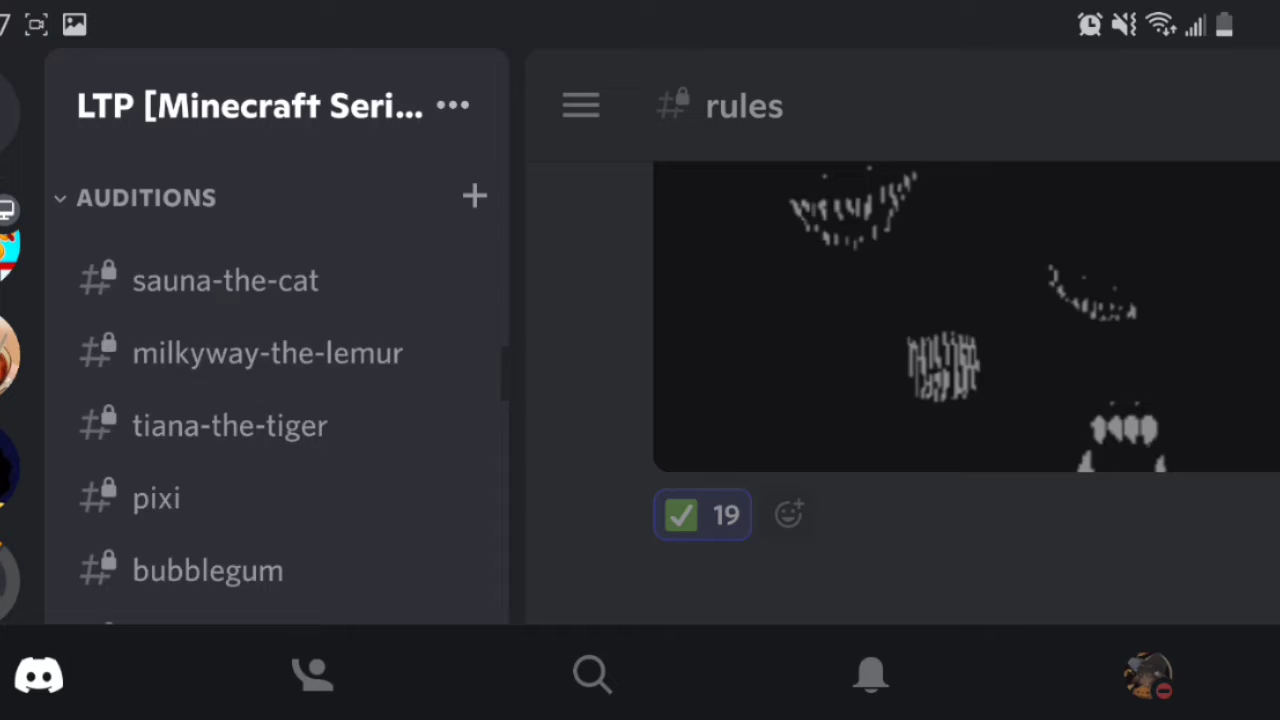 LTP [Minecraft Seri...
rules
AUDITIONS
sauna-the-cat
milkyway-the-lemur
tiana-the-tiger
pixi
bubblegum
19